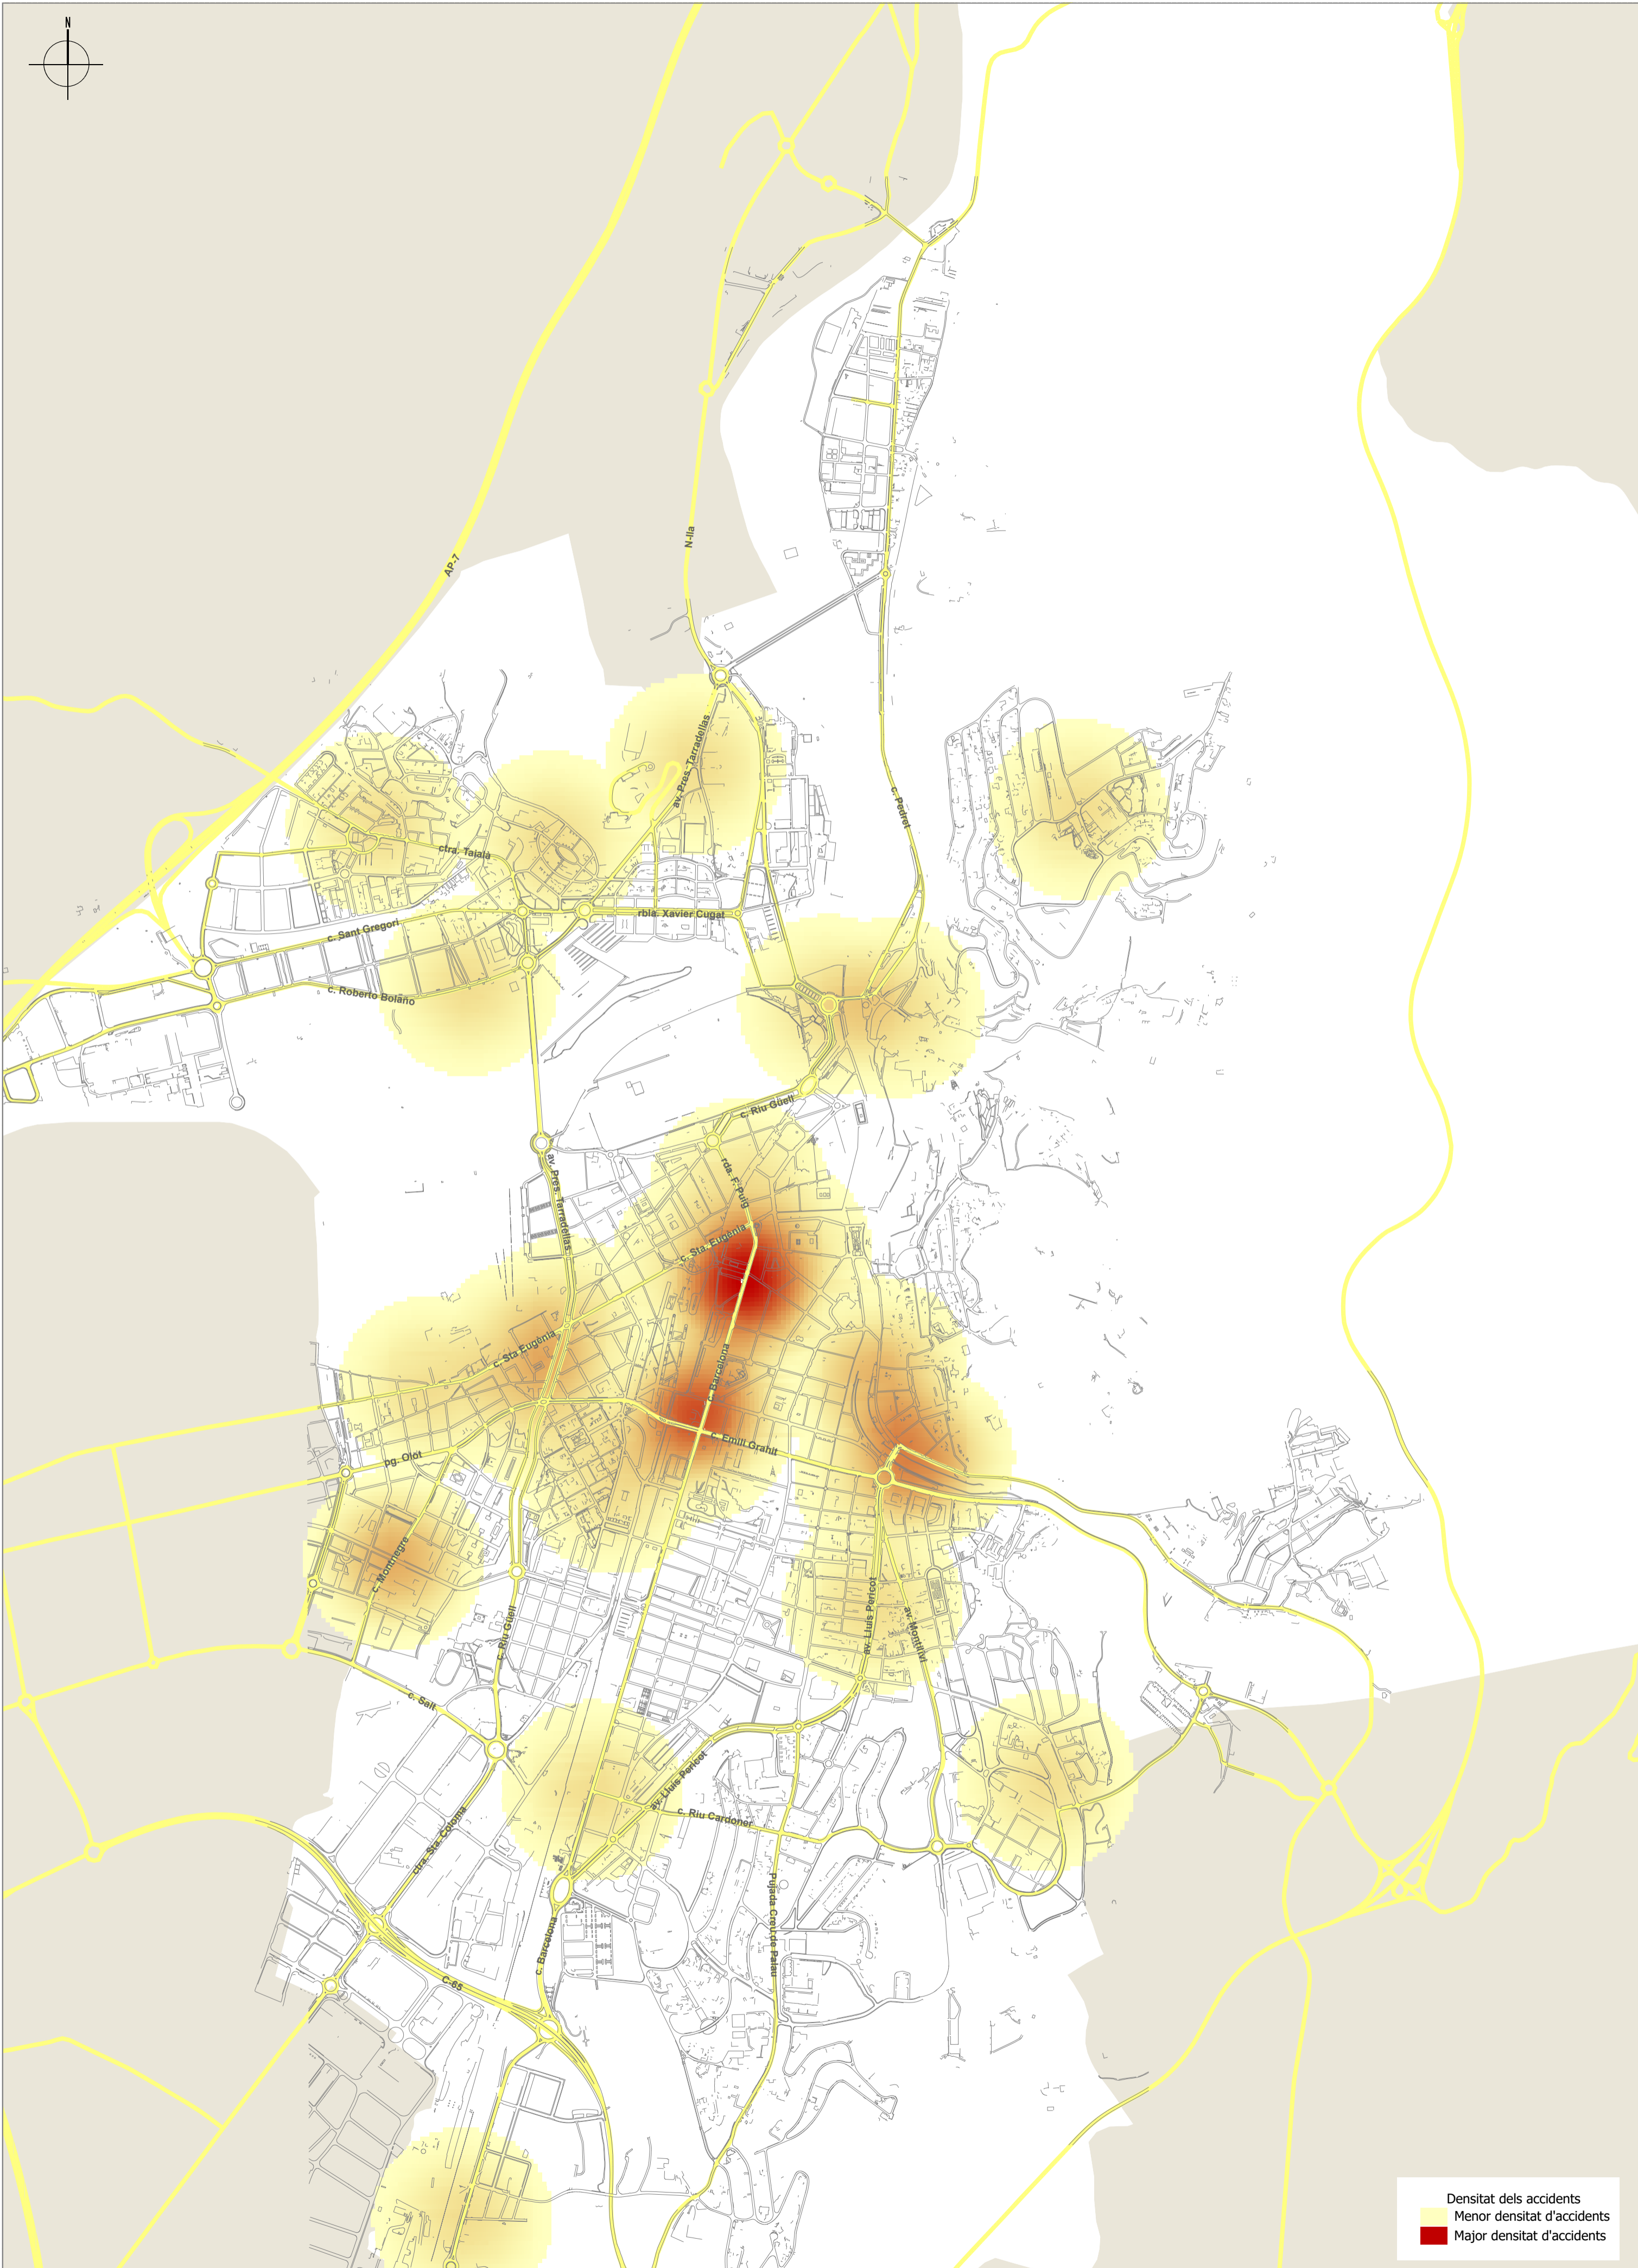 N
N-IIa
AP-7
av. Pres. Tarradellas
c. Pedret
ctra. Taialà
rbla. Xavier Cugat
c. Sant Gregori
c. Roberto Bolaño
c. Riu Güell
av. Pres. Tarradellas
rda. F. Puig
c. Sta. Eugènia
c. Sta Eugènia
c. Barcelona
c. Emili Grahit
pg. Olot
c. Montnegre
c. Riu Güell
av. Lluís Pericot
av. Montilivi
c. Salt
av. Lluís Pericot
c. Riu Cardoner
ctra. Sta. Coloma
Pujada Creu de Palau
c. Barcelona
C-65
Densitat dels accidents
Menor densitat d'accidents
Major densitat d'accidents